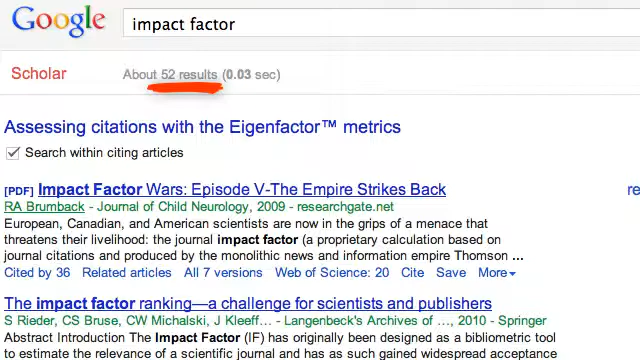 Google
impact factor
Scholar
About 52 results (0.03 sec)
Assessing citations with the Eigenfactor™ metrics
Search within citing articles
[PDF] Impact Factor Wars: Episode V-The Empire Strikes Back
re
RA Brumback - Journal of Child Neurology, 2009 - researchgate.net
European, Canadian, and American scientists are now in the grips of a menace that
threatens their livelihood: the journal impact factor (a proprietary calculation based on
journal citations and produced by the monolithic news and information empire Thomson ...
Cited by 36 Related articles All 7 versions Web of Science: 20 Cite Save More
The impact factor ranking—a challenge for scientists and publishers
S Rieder, CS Bruse, CW Michalski, J Kleeff… - Langenbeck's Archives of …, 2010 - Springer
Abstract Introduction The Impact Factor (IF) has originally been designed as a bibliometric tool
to estimate the relevance of a scientific journal and has as such gained widespread acceptance